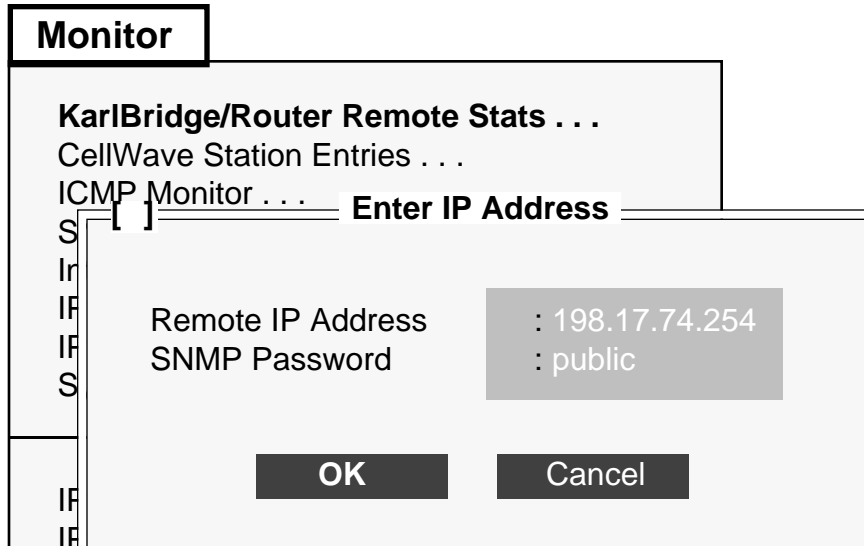 Monitor
KarlBridge/Router Remote Stats . . .
CellWave Station Entries . . .
ICMP Monitor . . .
[ ] Enter IP Address
Remote IP Address : 198.17.74.254
SNMP Password : public
OK Cancel